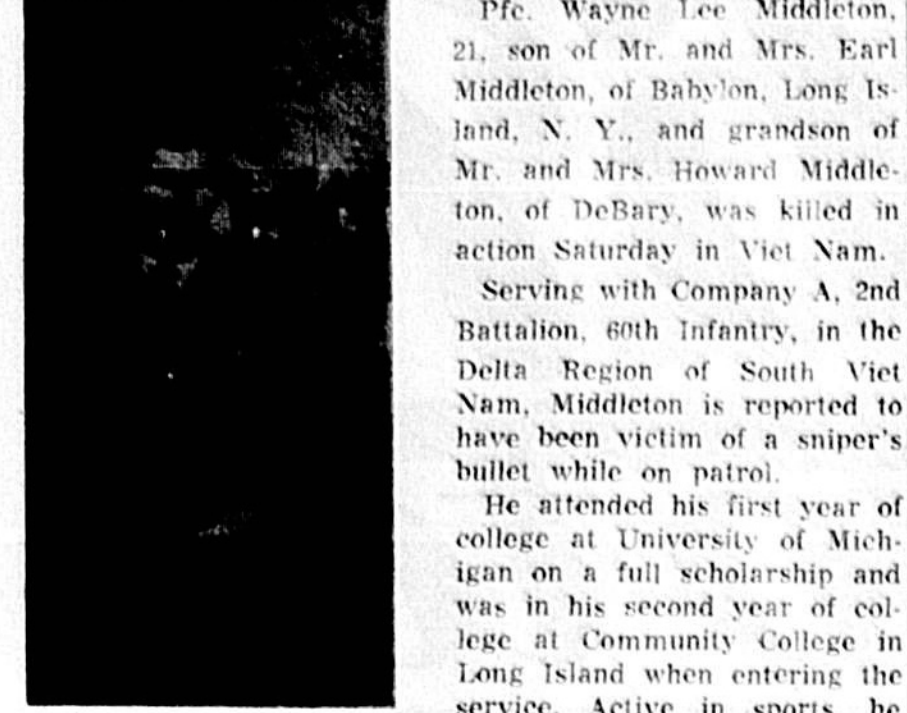 Pfc. Wayne Lee Middleton,
21, son of Mr. and Mrs. Earl
Middleton, of Babylon, Long Is-
land, N. Y., and grandson of
Mr. and Mrs. Howard Middle-
ton, of DeBary, was killed in
action Saturday in Viet Nam.
Serving with Company A, 2nd
Battalion, 60th Infantry, in the
Delta Region of South Viet
Nam, Middleton is reported to
have been victim of a sniper's
bullet while on patrol.
He attended his first year of
college at University of Mich-
igan on a full scholarship and
was in his second year of col-
lege at Community College in
Long Island when entering the
service. Active in sports, he